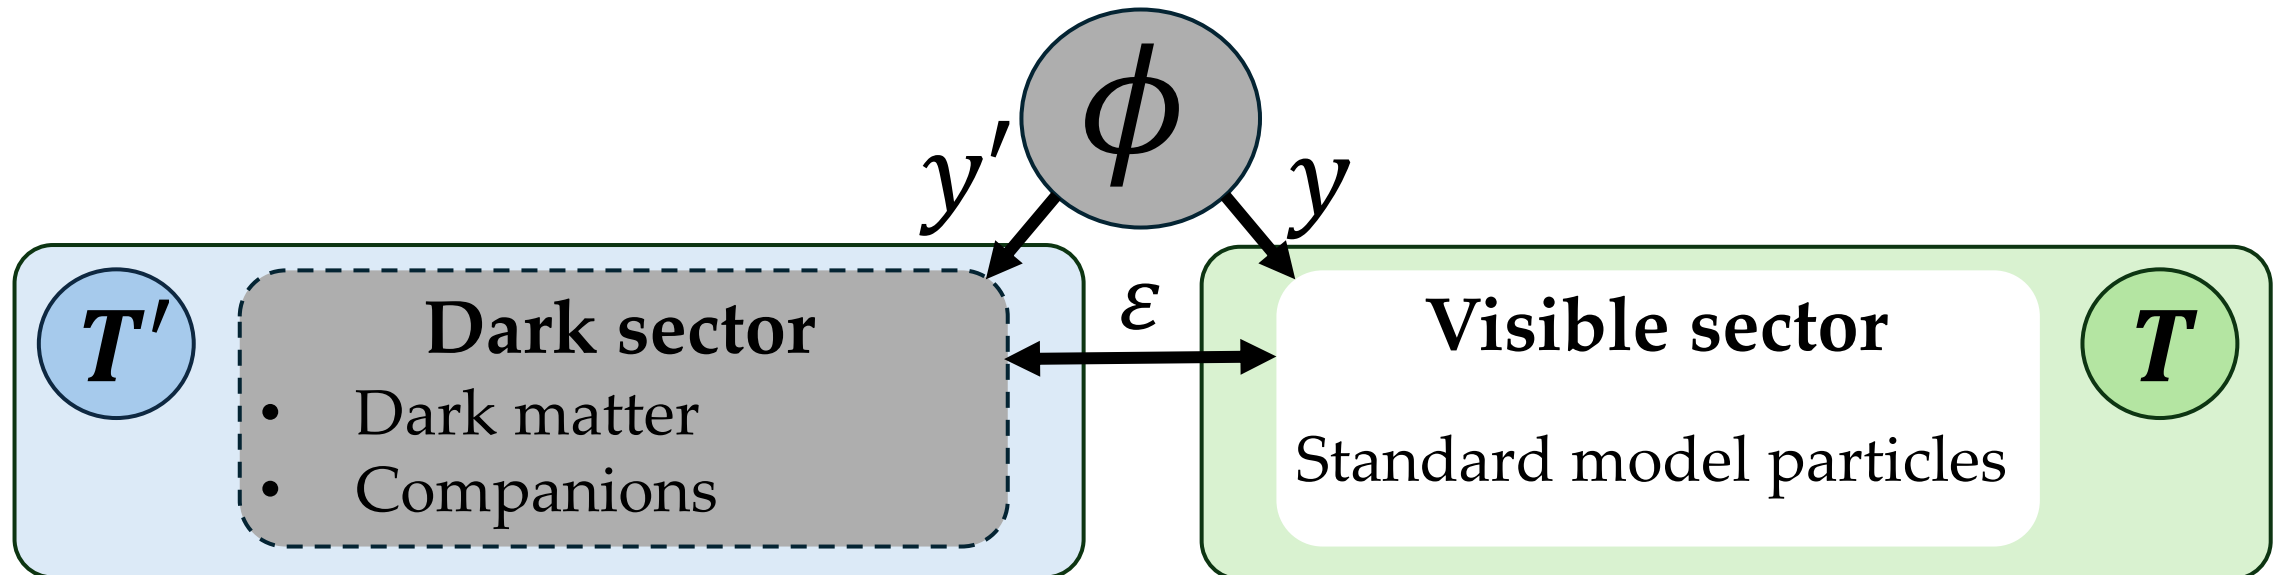 ϕ
y′
y
ε
T′
Dark sector
• Dark matter
• Companions
Visible sector
Standard model particles
T